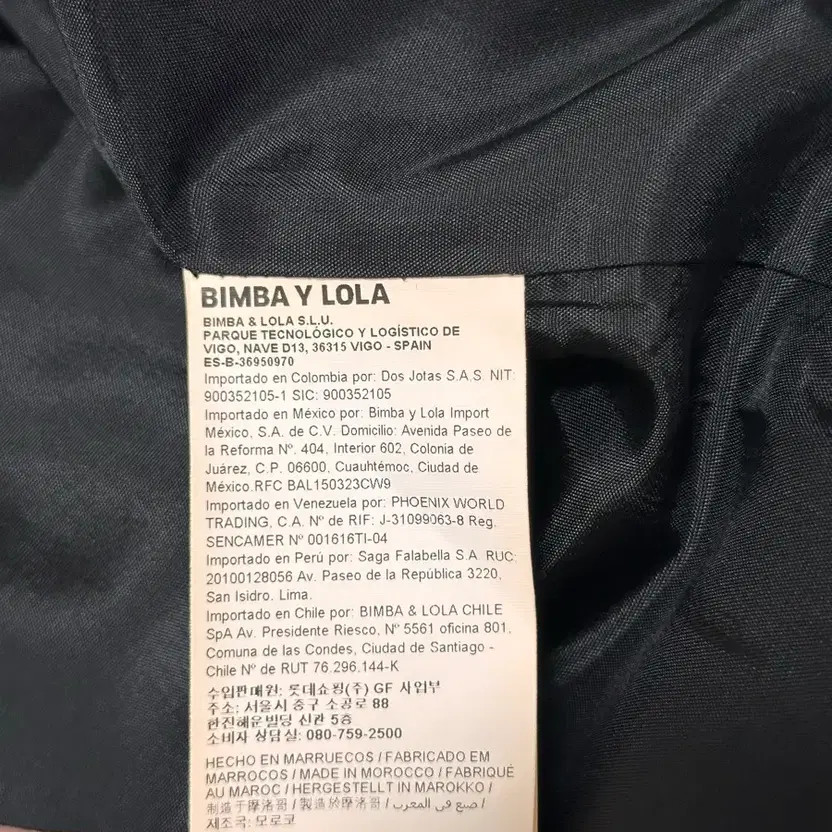 BIMBA Y LOLA
BIMBA & LOLA S.L.U.
PARQUE TECNOLÓGICO Y LOGÍSTICO DE
VIGO, NAVE D13, 36315 VIGO - SPAIN
ES-B-36950970
Importado en Colombia por: Dos Jotas S.A.S. NIT:
900352105-1 SIC: 900352105
Importado en México por: Bimba y Lola Import
México, S.A. de C.V. Domicilio: Avenida Paseo de
la Reforma Nº. 404, Interior 602, Colonia de
Juárez, C.P. 06600, Cuauhtémoc, Ciudad de
México.RFC BAL150323CW9
Importado en Venezuela por: PHOENIX WORLD
TRADING, C.A. Nº de RIF: J-31099063-8 Reg.
SENCAMER Nº 001616TI-04
Importado en Perú por: Saga Falabella S.A. RUC:
20100128056 Av. Paseo de la República 3220,
San Isidro. Lima.
Importado en Chile por: BIMBA & LOLA CHILE
SpA Av. Presidente Riesco, Nº 5561 oficina 801,
Comuna de las Condes, Ciudad de Santiago -
Chile Nº de RUT 76.296.144-K
수입판매원: 롯데쇼핑(주) GF 사업부
주소: 서울시 중구 소공로 88
한진해운빌딩 신관 5층
소비자 상담실: 080-759-2500
HECHO EN MARRUECOS / FABRICADO EM
MARROCOS / MADE IN MOROCCO / FABRIQUÉ
AU MAROC / HERGESTELLT IN MAROKKO /
制造于摩洛哥 / 製造於摩洛哥 / صنع في المغرب /
제조국: 모로코